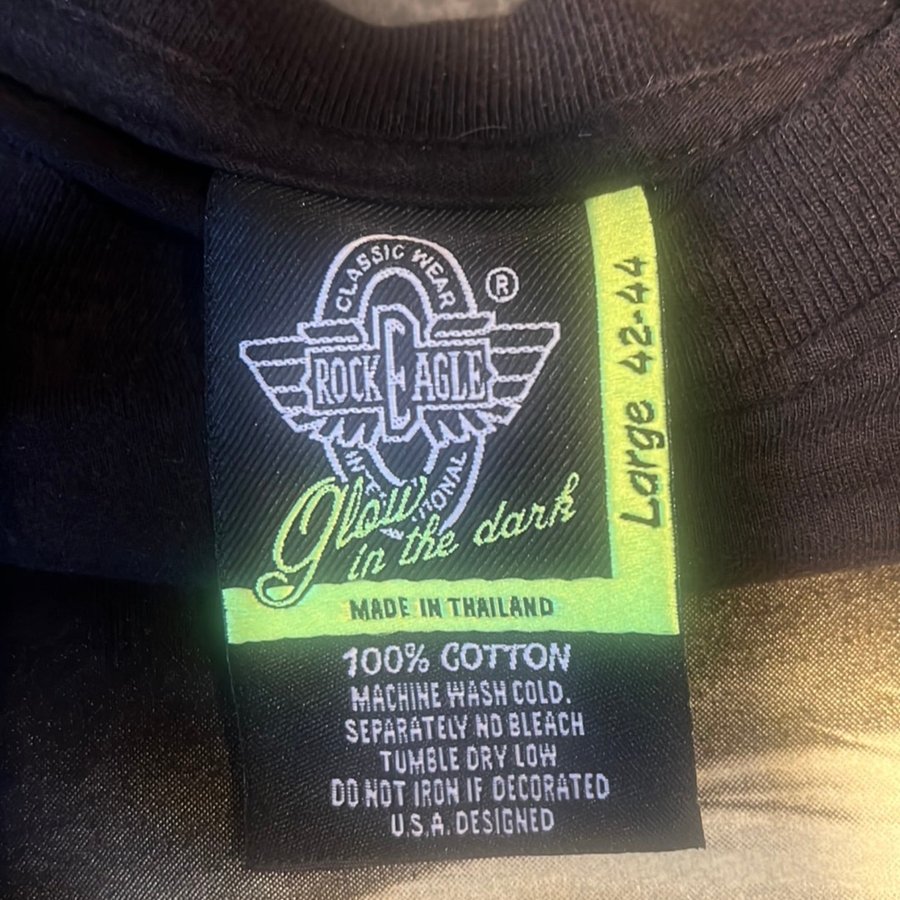 CLASSIC WEAR
®
ROCK EAGLE
Glow
in the dark
Large 42-44
MADE IN THAILAND
100% COTTON
MACHINE WASH COLD.
SEPARATELY NO BLEACH
TUMBLE DRY LOW
DO NOT IRON IF DECORATED
U.S.A. DESIGNED